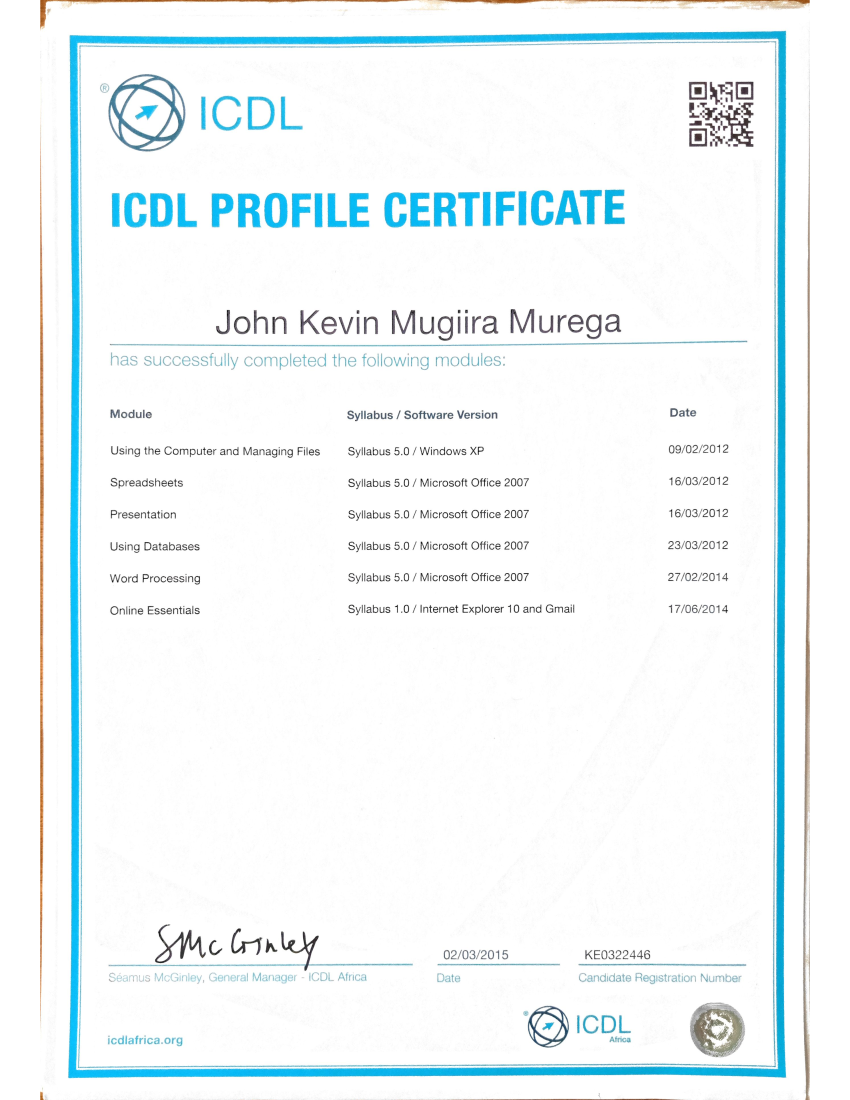 ® ICDL
ICDL PROFILE CERTIFICATE
John Kevin Mugiira Murega
has successfully completed the following modules:
Module Syllabus / Software Version Date
Using the Computer and Managing Files Syllabus 5.0 / Windows XP 09/02/2012
Spreadsheets Syllabus 5.0 / Microsoft Office 2007 16/03/2012
Presentation Syllabus 5.0 / Microsoft Office 2007 16/03/2012
Using Databases Syllabus 5.0 / Microsoft Office 2007 23/03/2012
Word Processing Syllabus 5.0 / Microsoft Office 2007 27/02/2014
Online Essentials Syllabus 1.0 / Internet Explorer 10 and Gmail 17/06/2014
SMcGinley 02/03/2015 KE0322446
Séamus McGinley, General Manager - ICDL Africa Date Candidate Registration Number
® ICDL
Africa
icdlafrica.org